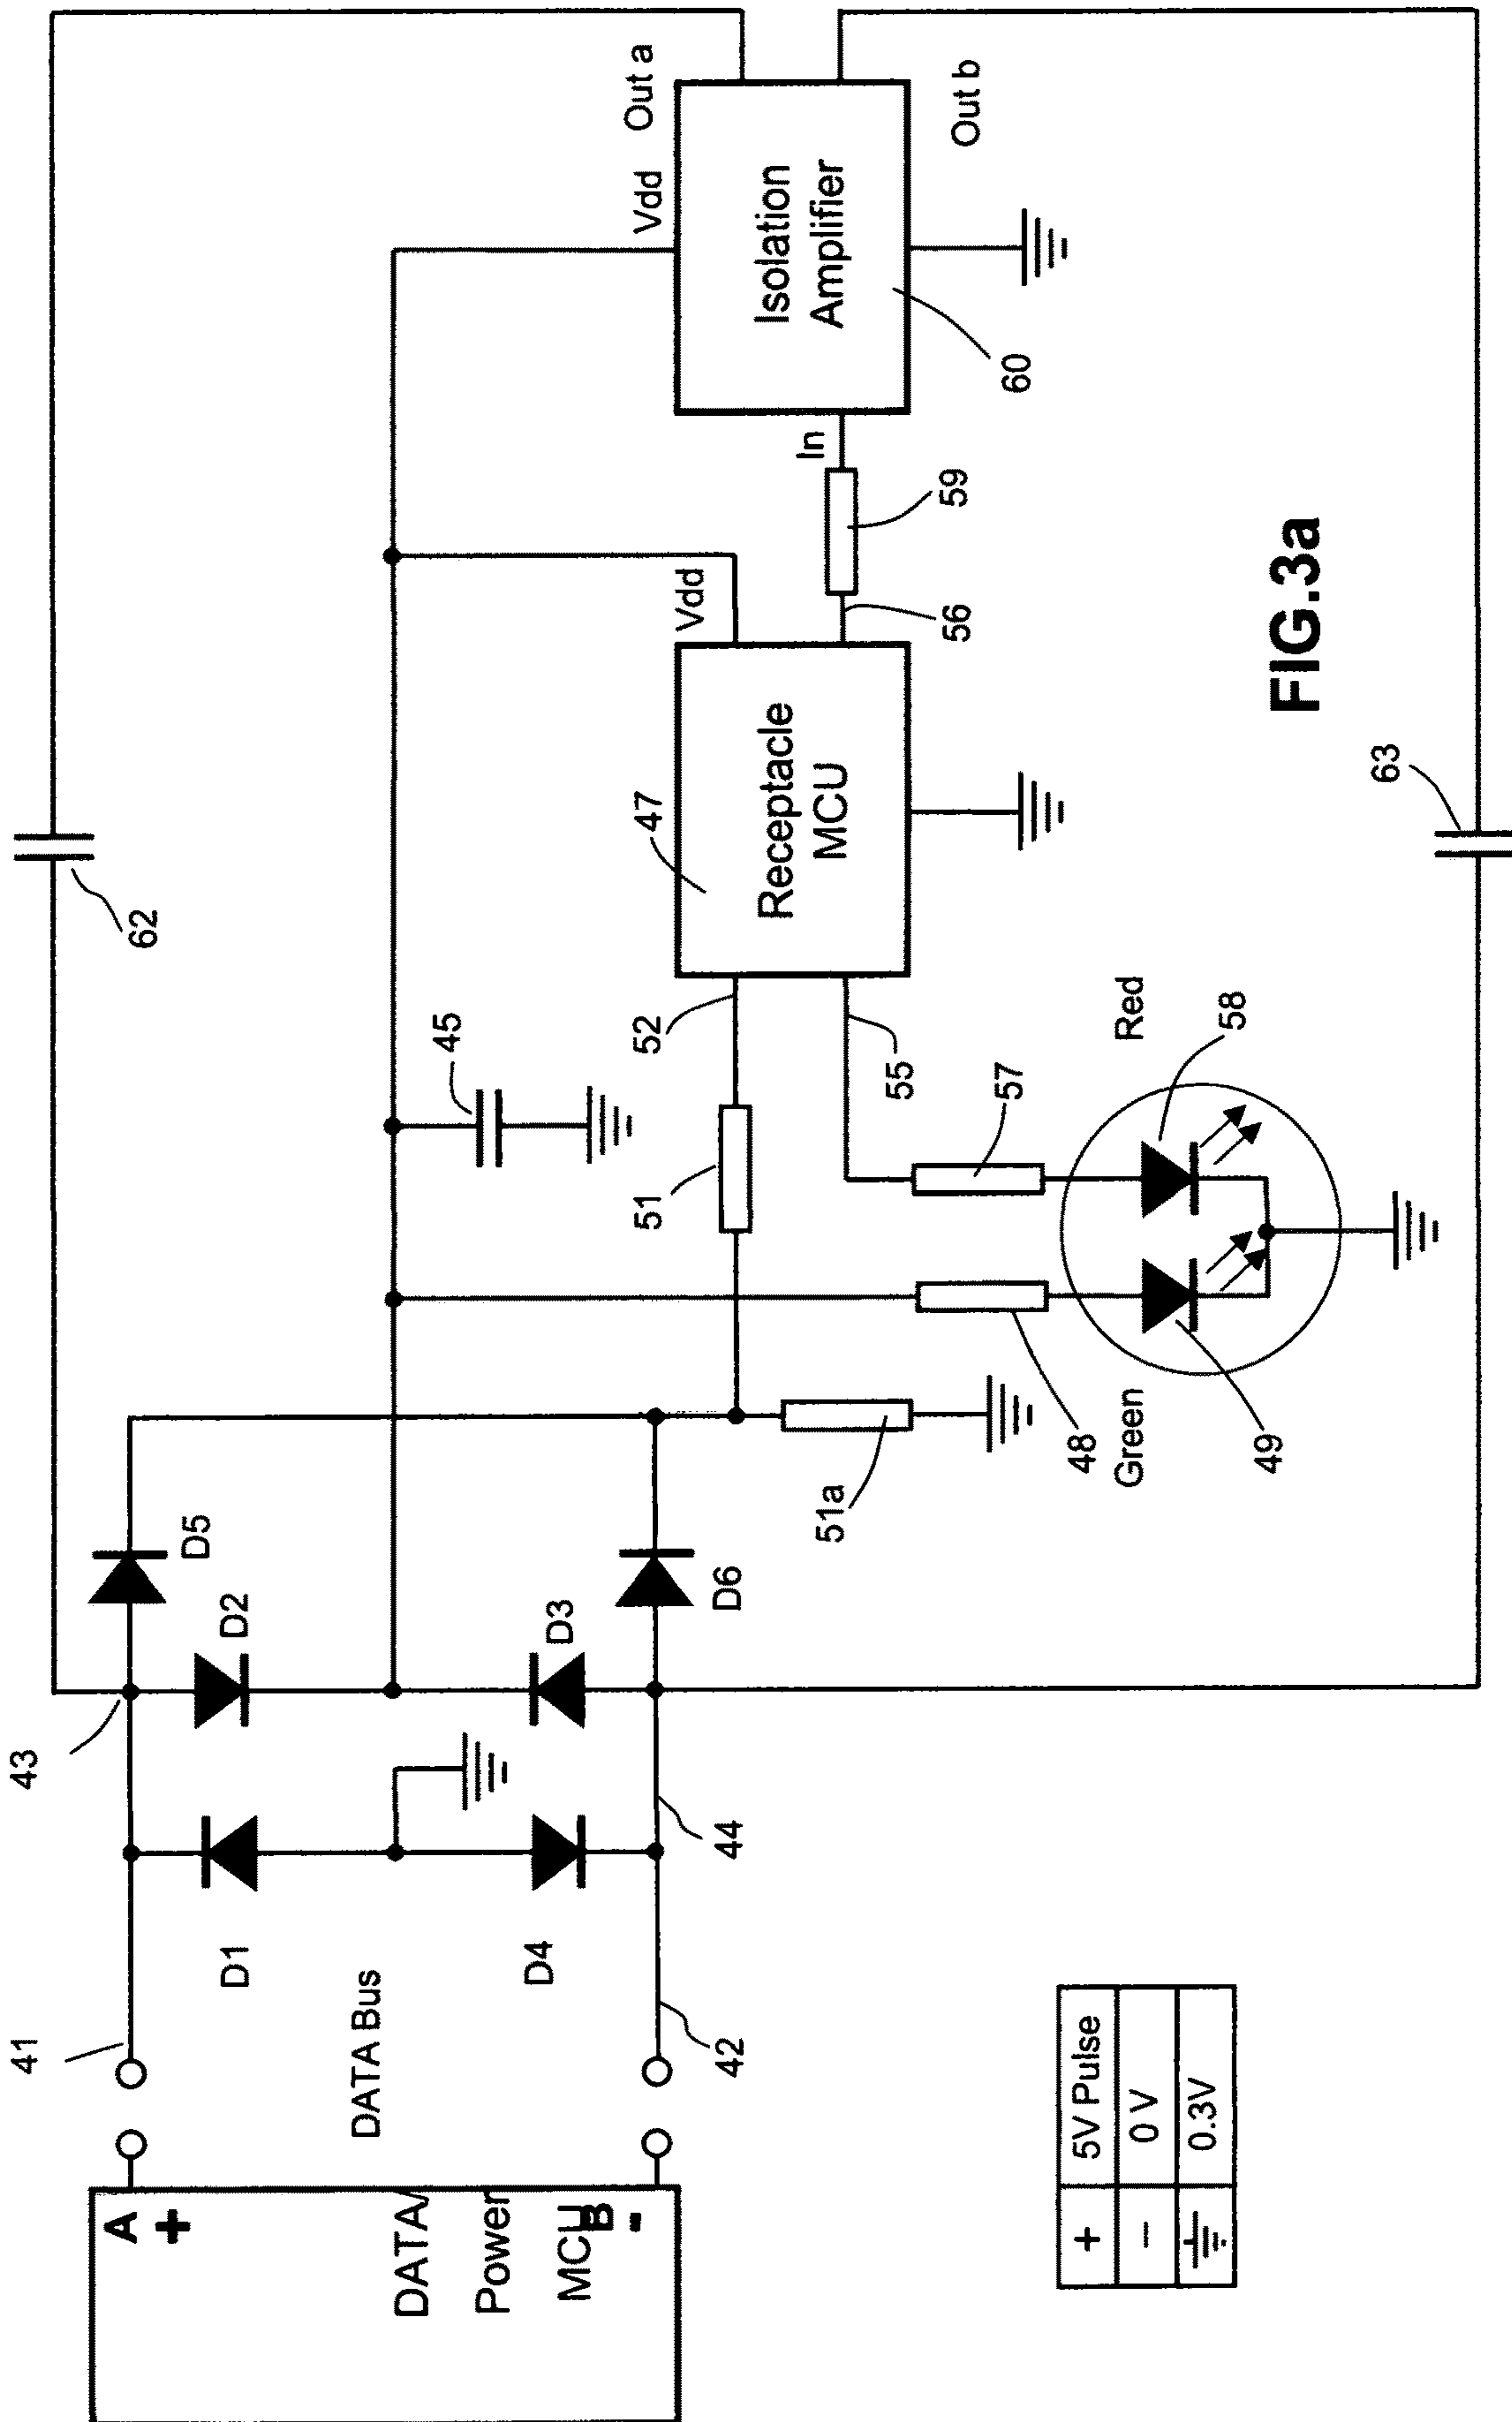 62
Out a
Vdd
Isolation
Amplifier
60
Out b
In
59
56
Vdd
Receptacle
MCU
47
52
45
51
55
57
Red
58
48
Green
49
51a
D5
D2
D3
D6
43
44
D1
D4
41
DATA Bus
42
A
+
DATA/
Power
MCU
B
-
63
+ 5V Pulse
− 0 V
0.3V
FIG.3a